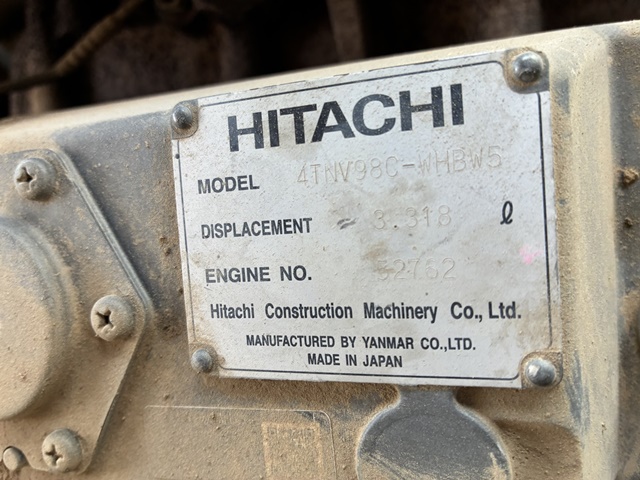 HITACHI
MODEL 4TNV98C-WHBW5
DISPLACEMENT 3.318 ℓ
ENGINE NO. 52762
Hitachi Construction Machinery Co., Ltd.
MANUFACTURED BY YANMAR CO.,LTD.
MADE IN JAPAN